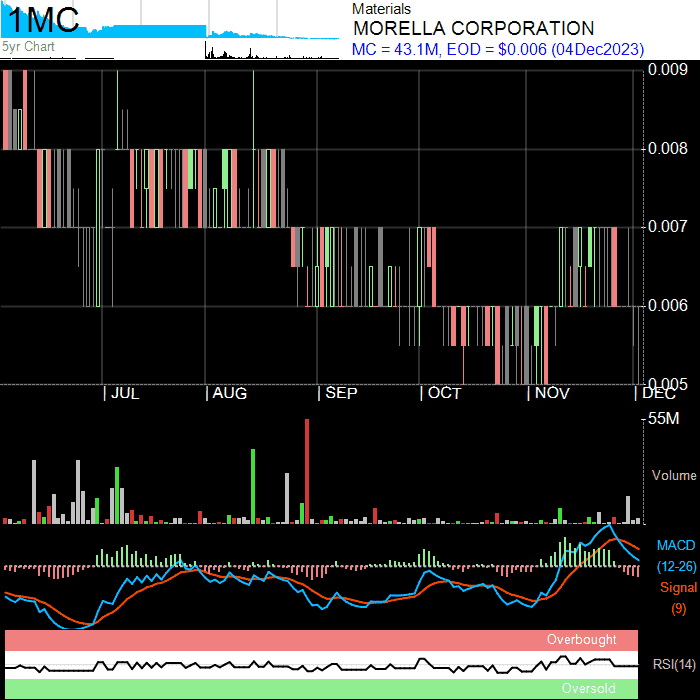 1MC
5yr Chart
Materials
MORELLA CORPORATION
MC = 43.1M, EOD = $0.006 (04Dec2023)
0.009
0.008
0.007
0.006
0.005
| JUL | AUG | SEP | OCT | NOV | DEC
55M
Volume
MACD
(12-26)
Signal
(9)
Overbought
RSI(14)
Oversold